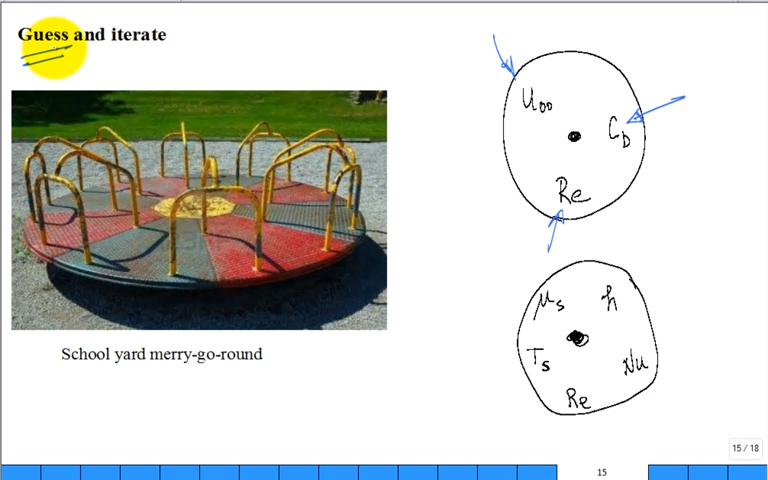 Guess and iterate
U∞
C_D
Re
School yard merry-go-round
μ_s h
T_s Nu
Re
15 / 18
15